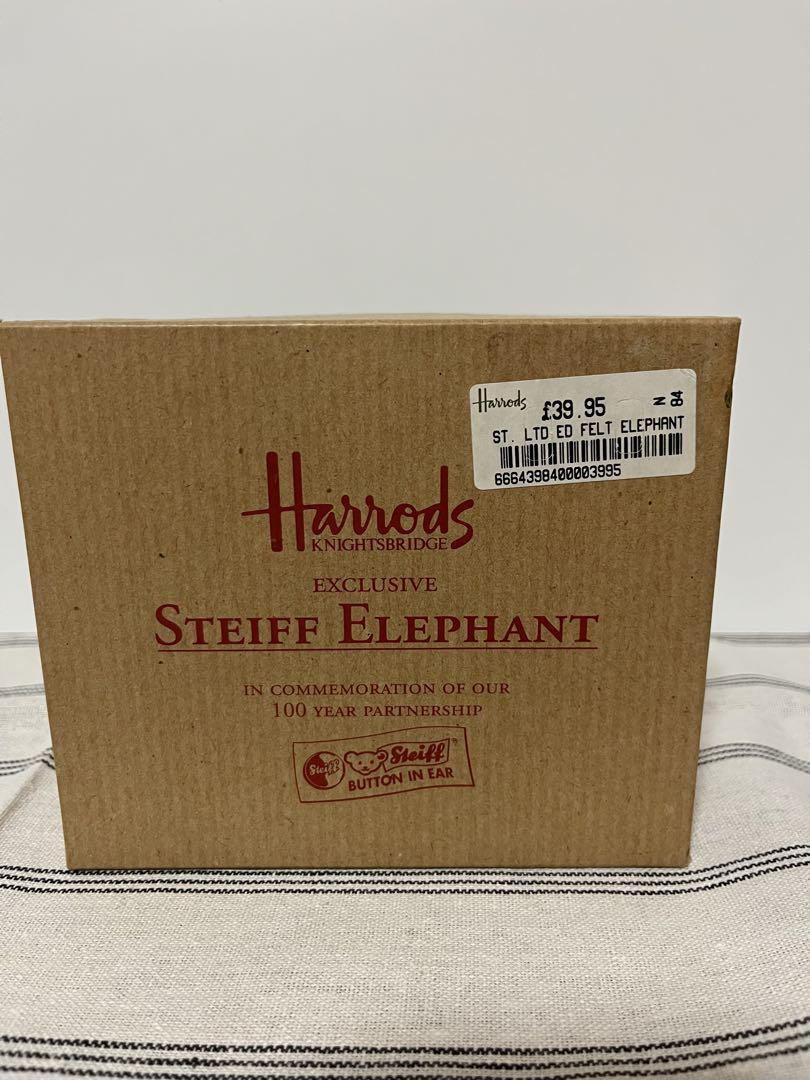 Harrods £39.95 N 84
ST. LTD ED FELT ELEPHANT
6664398400003995
Harrods
KNIGHTSBRIDGE
EXCLUSIVE
STEIFF ELEPHANT
IN COMMEMORATION OF OUR
100 YEAR PARTNERSHIP
Steiff Steiff
BUTTON IN EAR